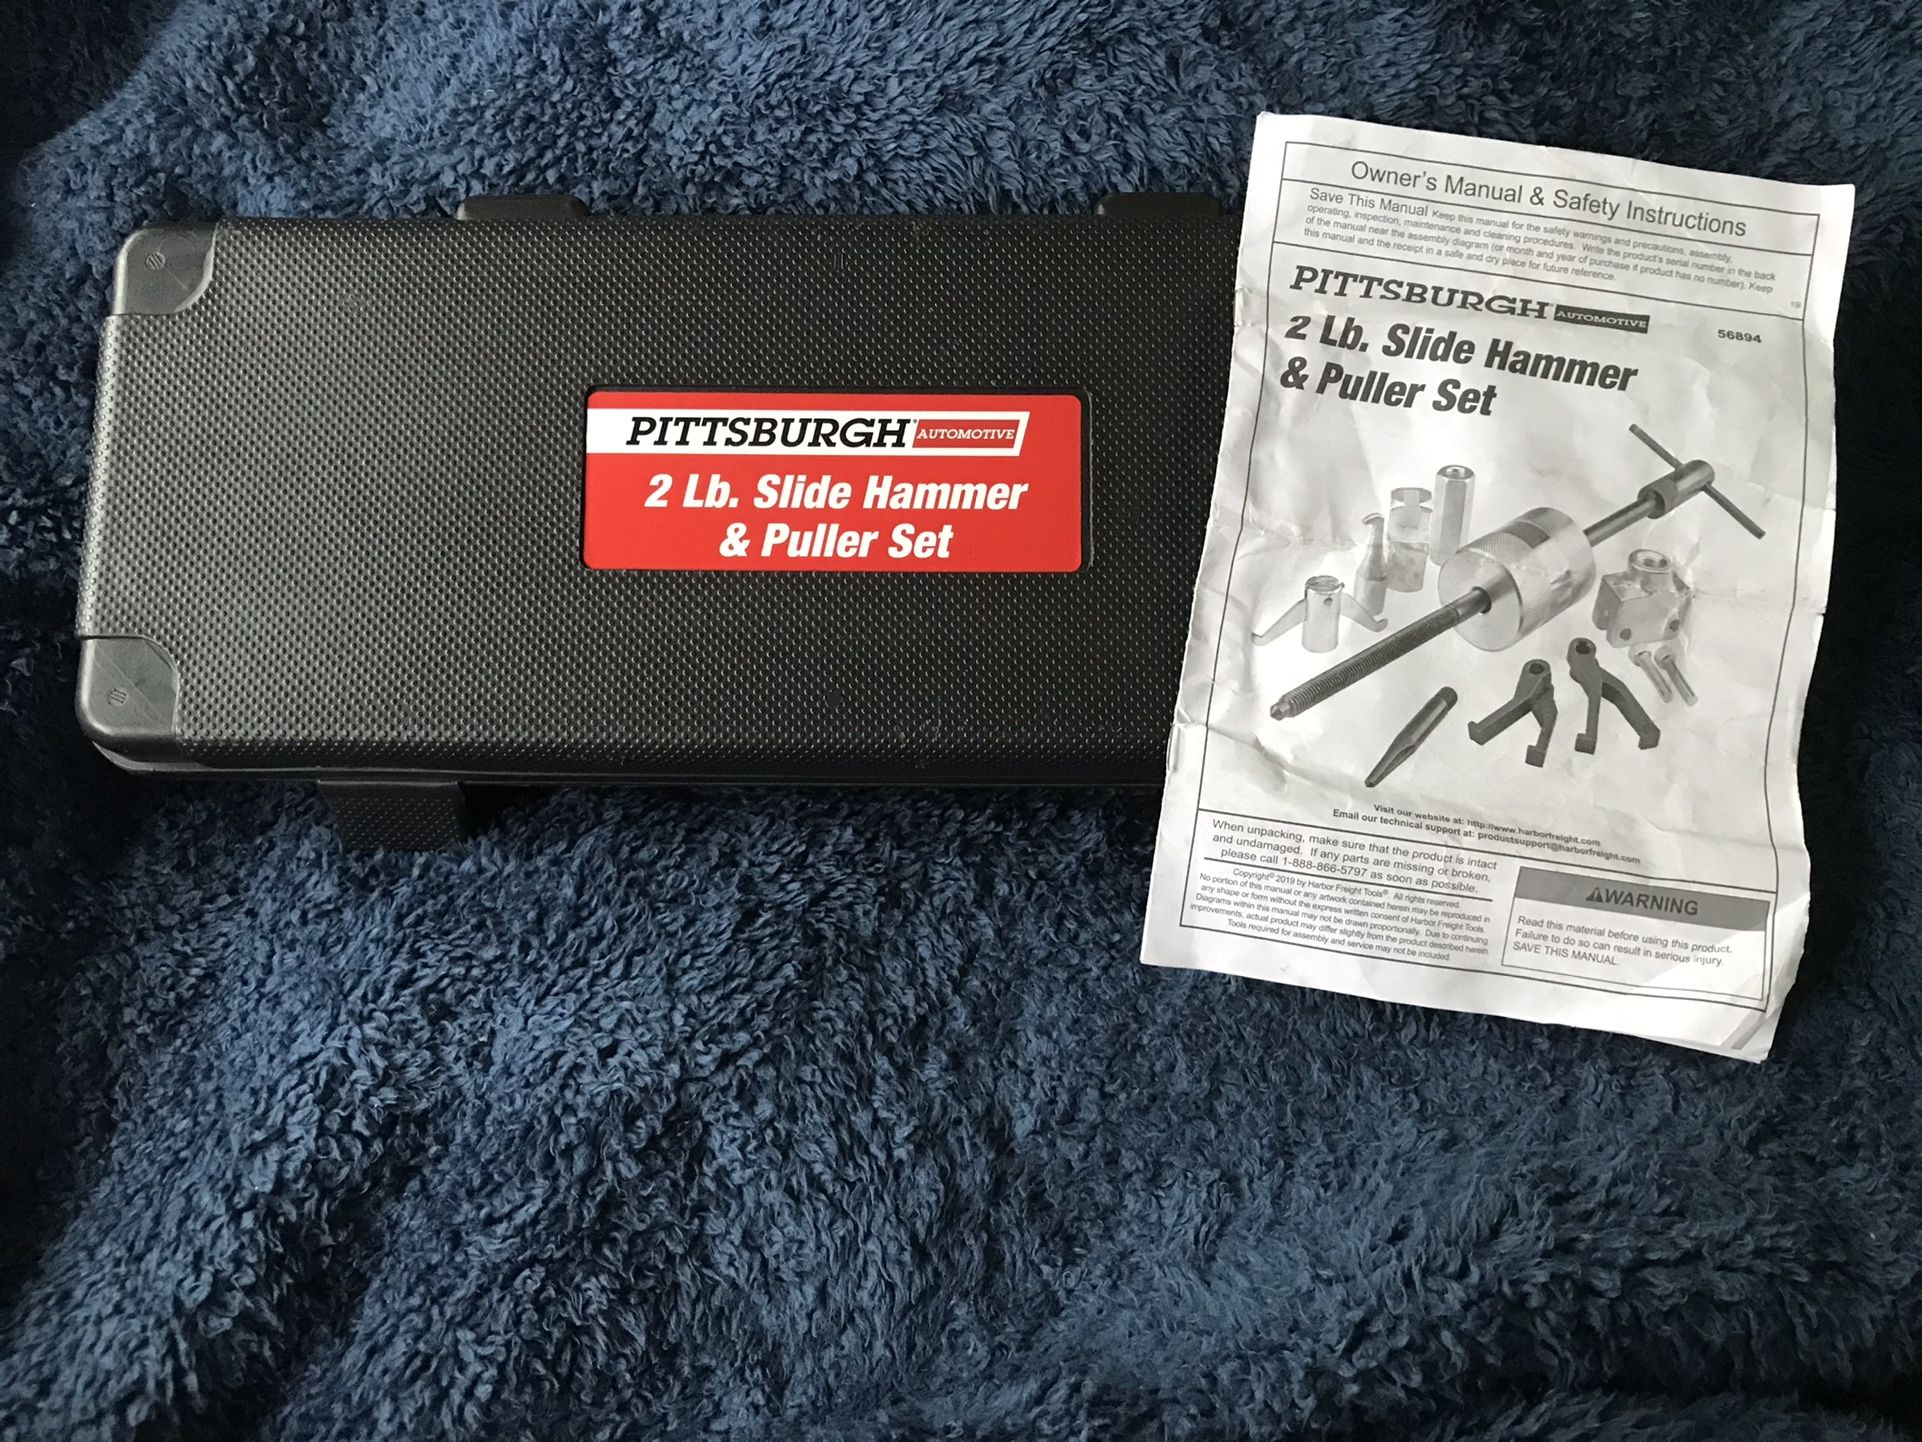 PITTSBURGH® AUTOMOTIVE
2 Lb. Slide Hammer
& Puller Set
Owner's Manual & Safety Instructions
Save This Manual Keep this manual for the safety warnings and precautions, assembly,
operating, inspection, maintenance and cleaning procedures. Write the product's serial number in the back
of the manual near the assembly diagram (or month and year of purchase if product has no number). Keep
this manual and the receipt in a safe and dry place for future reference.
PITTSBURGH® AUTOMOTIVE
56894
2 Lb. Slide Hammer
& Puller Set
Visit our website at: http://www.harborfreight.com
Email our technical support at: productsupport@harborfreight.com
When unpacking, make sure that the product is intact
and undamaged. If any parts are missing or broken,
please call 1-888-866-5797 as soon as possible.
Copyright© 2019 by Harbor Freight Tools®. All rights reserved.
No portion of this manual or any artwork contained herein may be reproduced in
any shape or form without the express written consent of Harbor Freight Tools.
Diagrams within this manual may not be drawn proportionally. Due to continuing
improvements, actual product may differ slightly from the product described herein.
Tools required for assembly and service may not be included.
⚠WARNING
Read this material before using this product.
Failure to do so can result in serious injury.
SAVE THIS MANUAL.